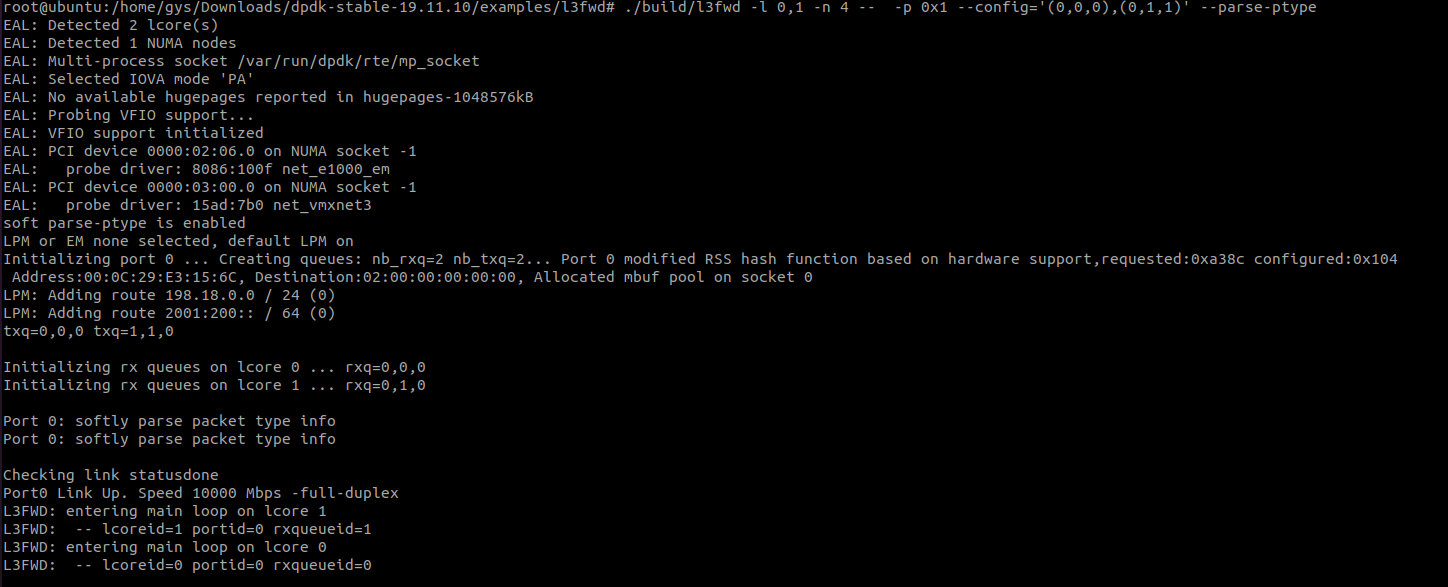 root@ubuntu:/home/gys/Downloads/dpdk-stable-19.11.10/examples/l3fwd# ./build/l3fwd -l 0,1 -n 4 --  -p 0x1 --config='(0,0,0),(0,1,1)' --parse-ptype
EAL: Detected 2 lcore(s)
EAL: Detected 1 NUMA nodes
EAL: Multi-process socket /var/run/dpdk/rte/mp_socket
EAL: Selected IOVA mode 'PA'
EAL: No available hugepages reported in hugepages-1048576kB
EAL: Probing VFIO support...
EAL: VFIO support initialized
EAL: PCI device 0000:02:06.0 on NUMA socket -1
EAL:   probe driver: 8086:100f net_e1000_em
EAL: PCI device 0000:03:00.0 on NUMA socket -1
EAL:   probe driver: 15ad:7b0 net_vmxnet3
soft parse-ptype is enabled
LPM or EM none selected, default LPM on
Initializing port 0 ... Creating queues: nb_rxq=2 nb_txq=2... Port 0 modified RSS hash function based on hardware support,requested:0xa38c configured:0x104
 Address:00:0C:29:E3:15:6C, Destination:02:00:00:00:00:00, Allocated mbuf pool on socket 0
LPM: Adding route 198.18.0.0 / 24 (0)
LPM: Adding route 2001:200:: / 64 (0)
txq=0,0,0 txq=1,1,0
Initializing rx queues on lcore 0 ... rxq=0,0,0
Initializing rx queues on lcore 1 ... rxq=0,1,0
Port 0: softly parse packet type info
Port 0: softly parse packet type info
Checking link statusdone
Port0 Link Up. Speed 10000 Mbps -full-duplex
L3FWD: entering main loop on lcore 1
L3FWD:  -- lcoreid=1 portid=0 rxqueueid=1
L3FWD: entering main loop on lcore 0
L3FWD:  -- lcoreid=0 portid=0 rxqueueid=0